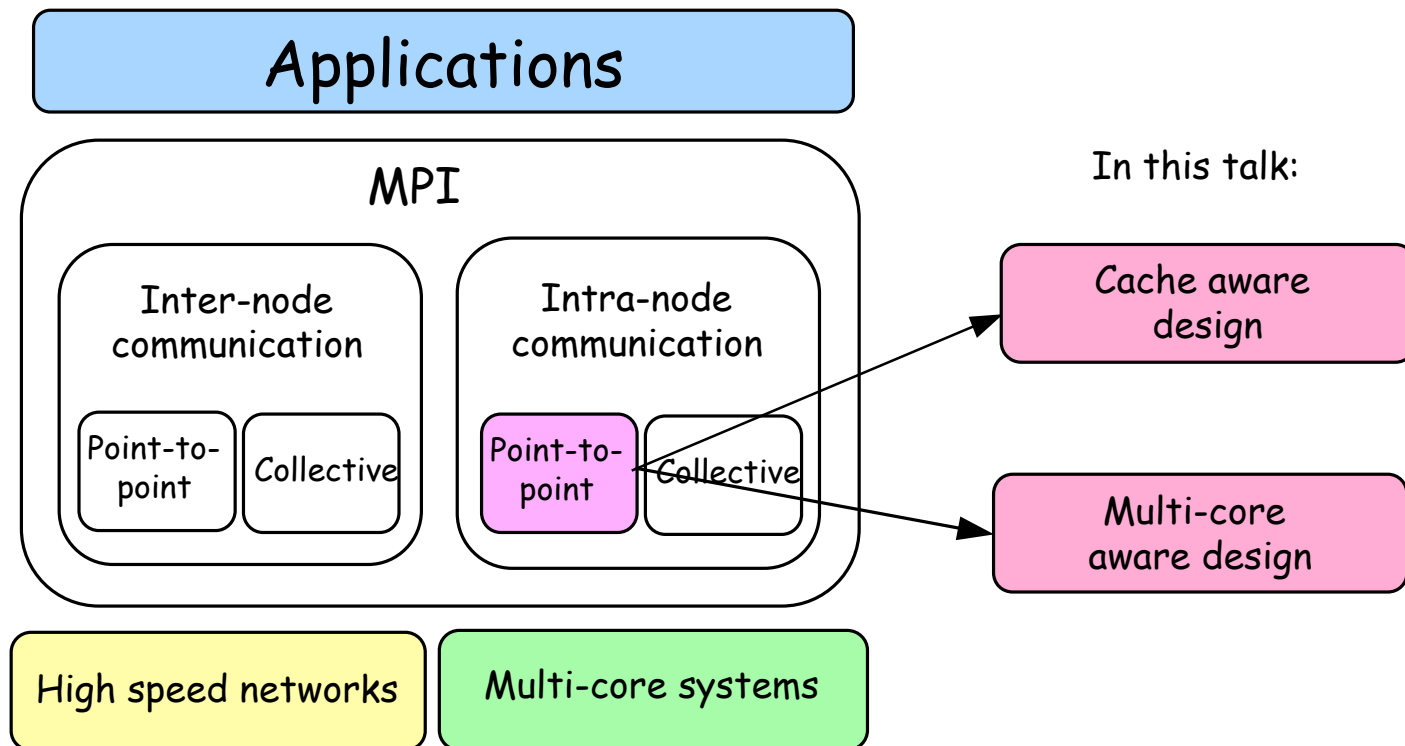 Applications
MPI
In this talk:
Inter-node
communication
Intra-node
communication
Cache aware
design
Point-to-
point
Collective
Point-to-
point
Collective
Multi-core
aware design
High speed networks
Multi-core systems